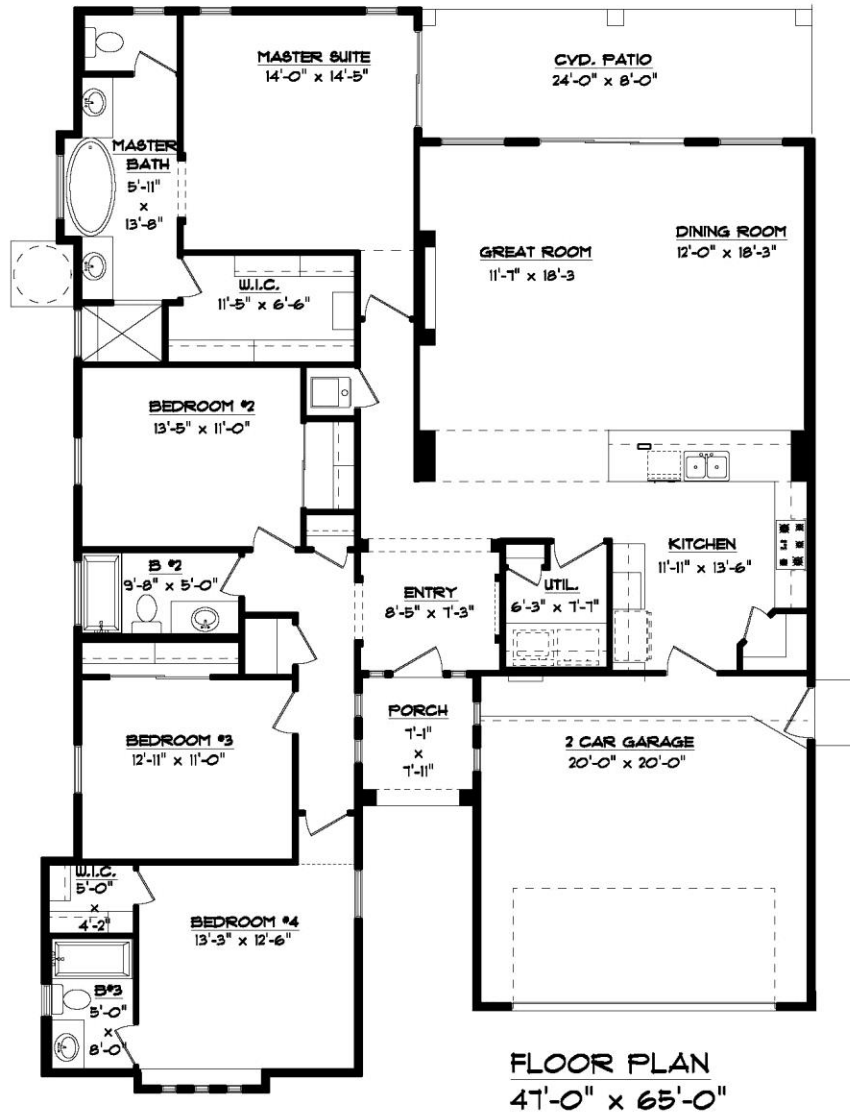 MASTER SUITE
14'-0" x 14'-5"
CVD. PATIO
24'-0" x 8'-0"
MASTER
BATH
5'-11"
x
13'-8"
GREAT ROOM
11'-7" x 18'-3
DINING ROOM
12'-0" x 18'-3"
W.I.C.
11'-5" x 6'-6"
BEDROOM #2
13'-5" x 11'-0"
B #2
9'-8" x 5'-0"
ENTRY
8'-5" x 7'-3"
UTIL.
6'-3" x 7'-7"
KITCHEN
11'-11" x 13'-6"
BEDROOM #3
12'-11" x 11'-0"
PORCH
7'-1"
x
7'-11"
2 CAR GARAGE
20'-0" x 20'-0"
W.I.C.
5'-0"
x
4'-2"
BEDROOM #4
13'-3" x 12'-6"
B#3
5'-0"
x
8'-0"
FLOOR PLAN
47'-0" x 65'-0"